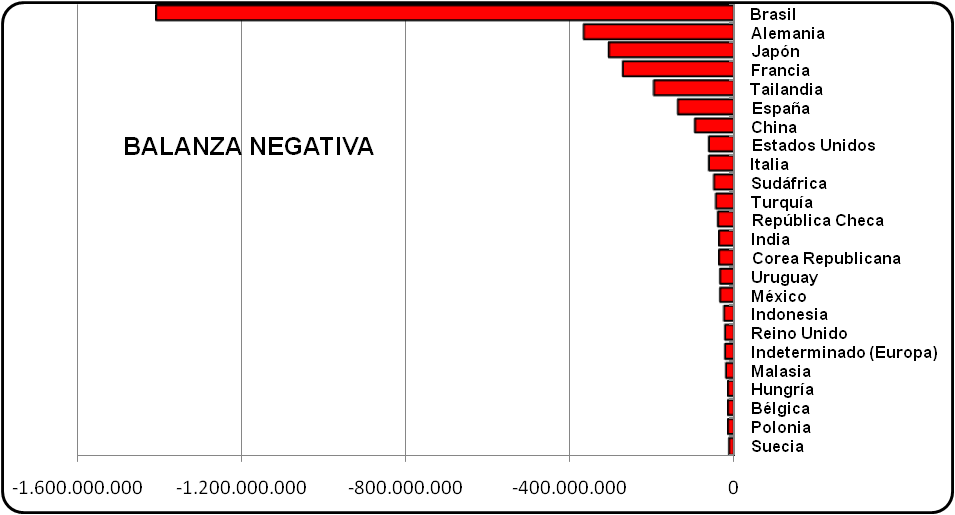 Brasil
Alemania
Japón
Francia
Tailandia
España
China
BALANZA NEGATIVA
Estados Unidos
Italia
Sudáfrica
Turquía
República Checa
India
Corea Republicana
Uruguay
México
Indonesia
Reino Unido
Indeterminado (Europa)
Malasia
Hungría
Bélgica
Polonia
Suecia
-1.600.000.000 -1.200.000.000 -800.000.000 -400.000.000 0